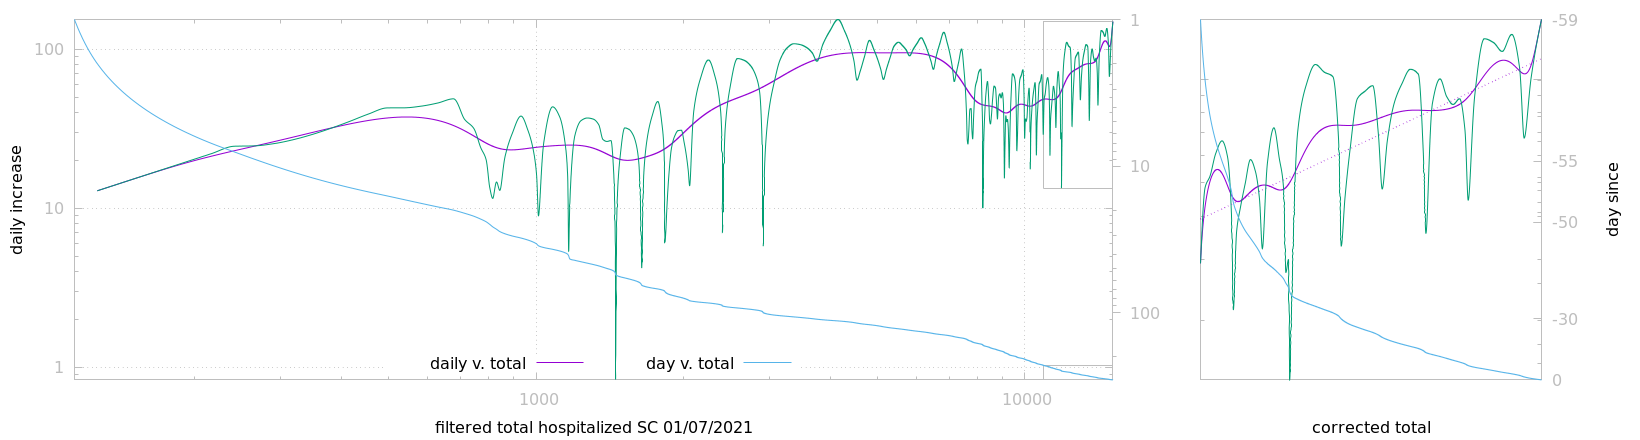 daily increase
100
10
1
1000
10000
1
10
100
daily v. total
day v. total
filtered total hospitalized SC 01/07/2021
-59
-55
-50
-30
0
day since
corrected total